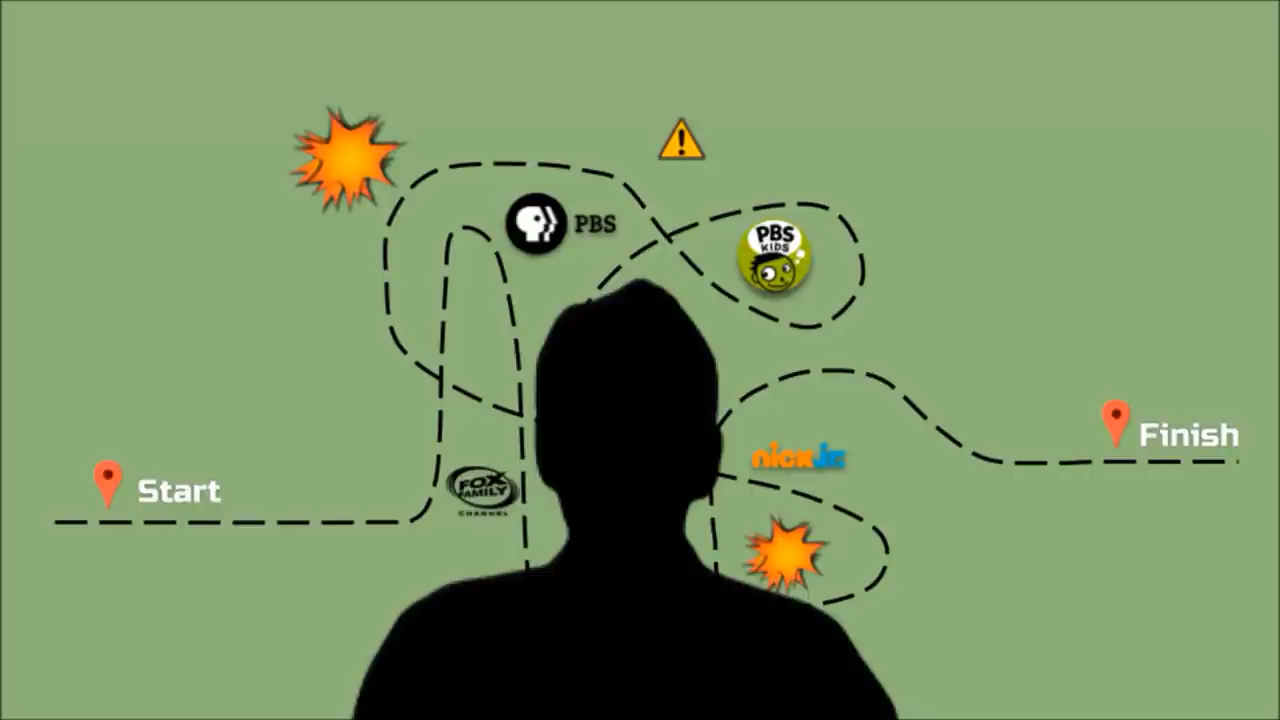 PBS
PBS
KIDS
nick jr.
Finish
FOX
FAMILY
CHANNEL
Start